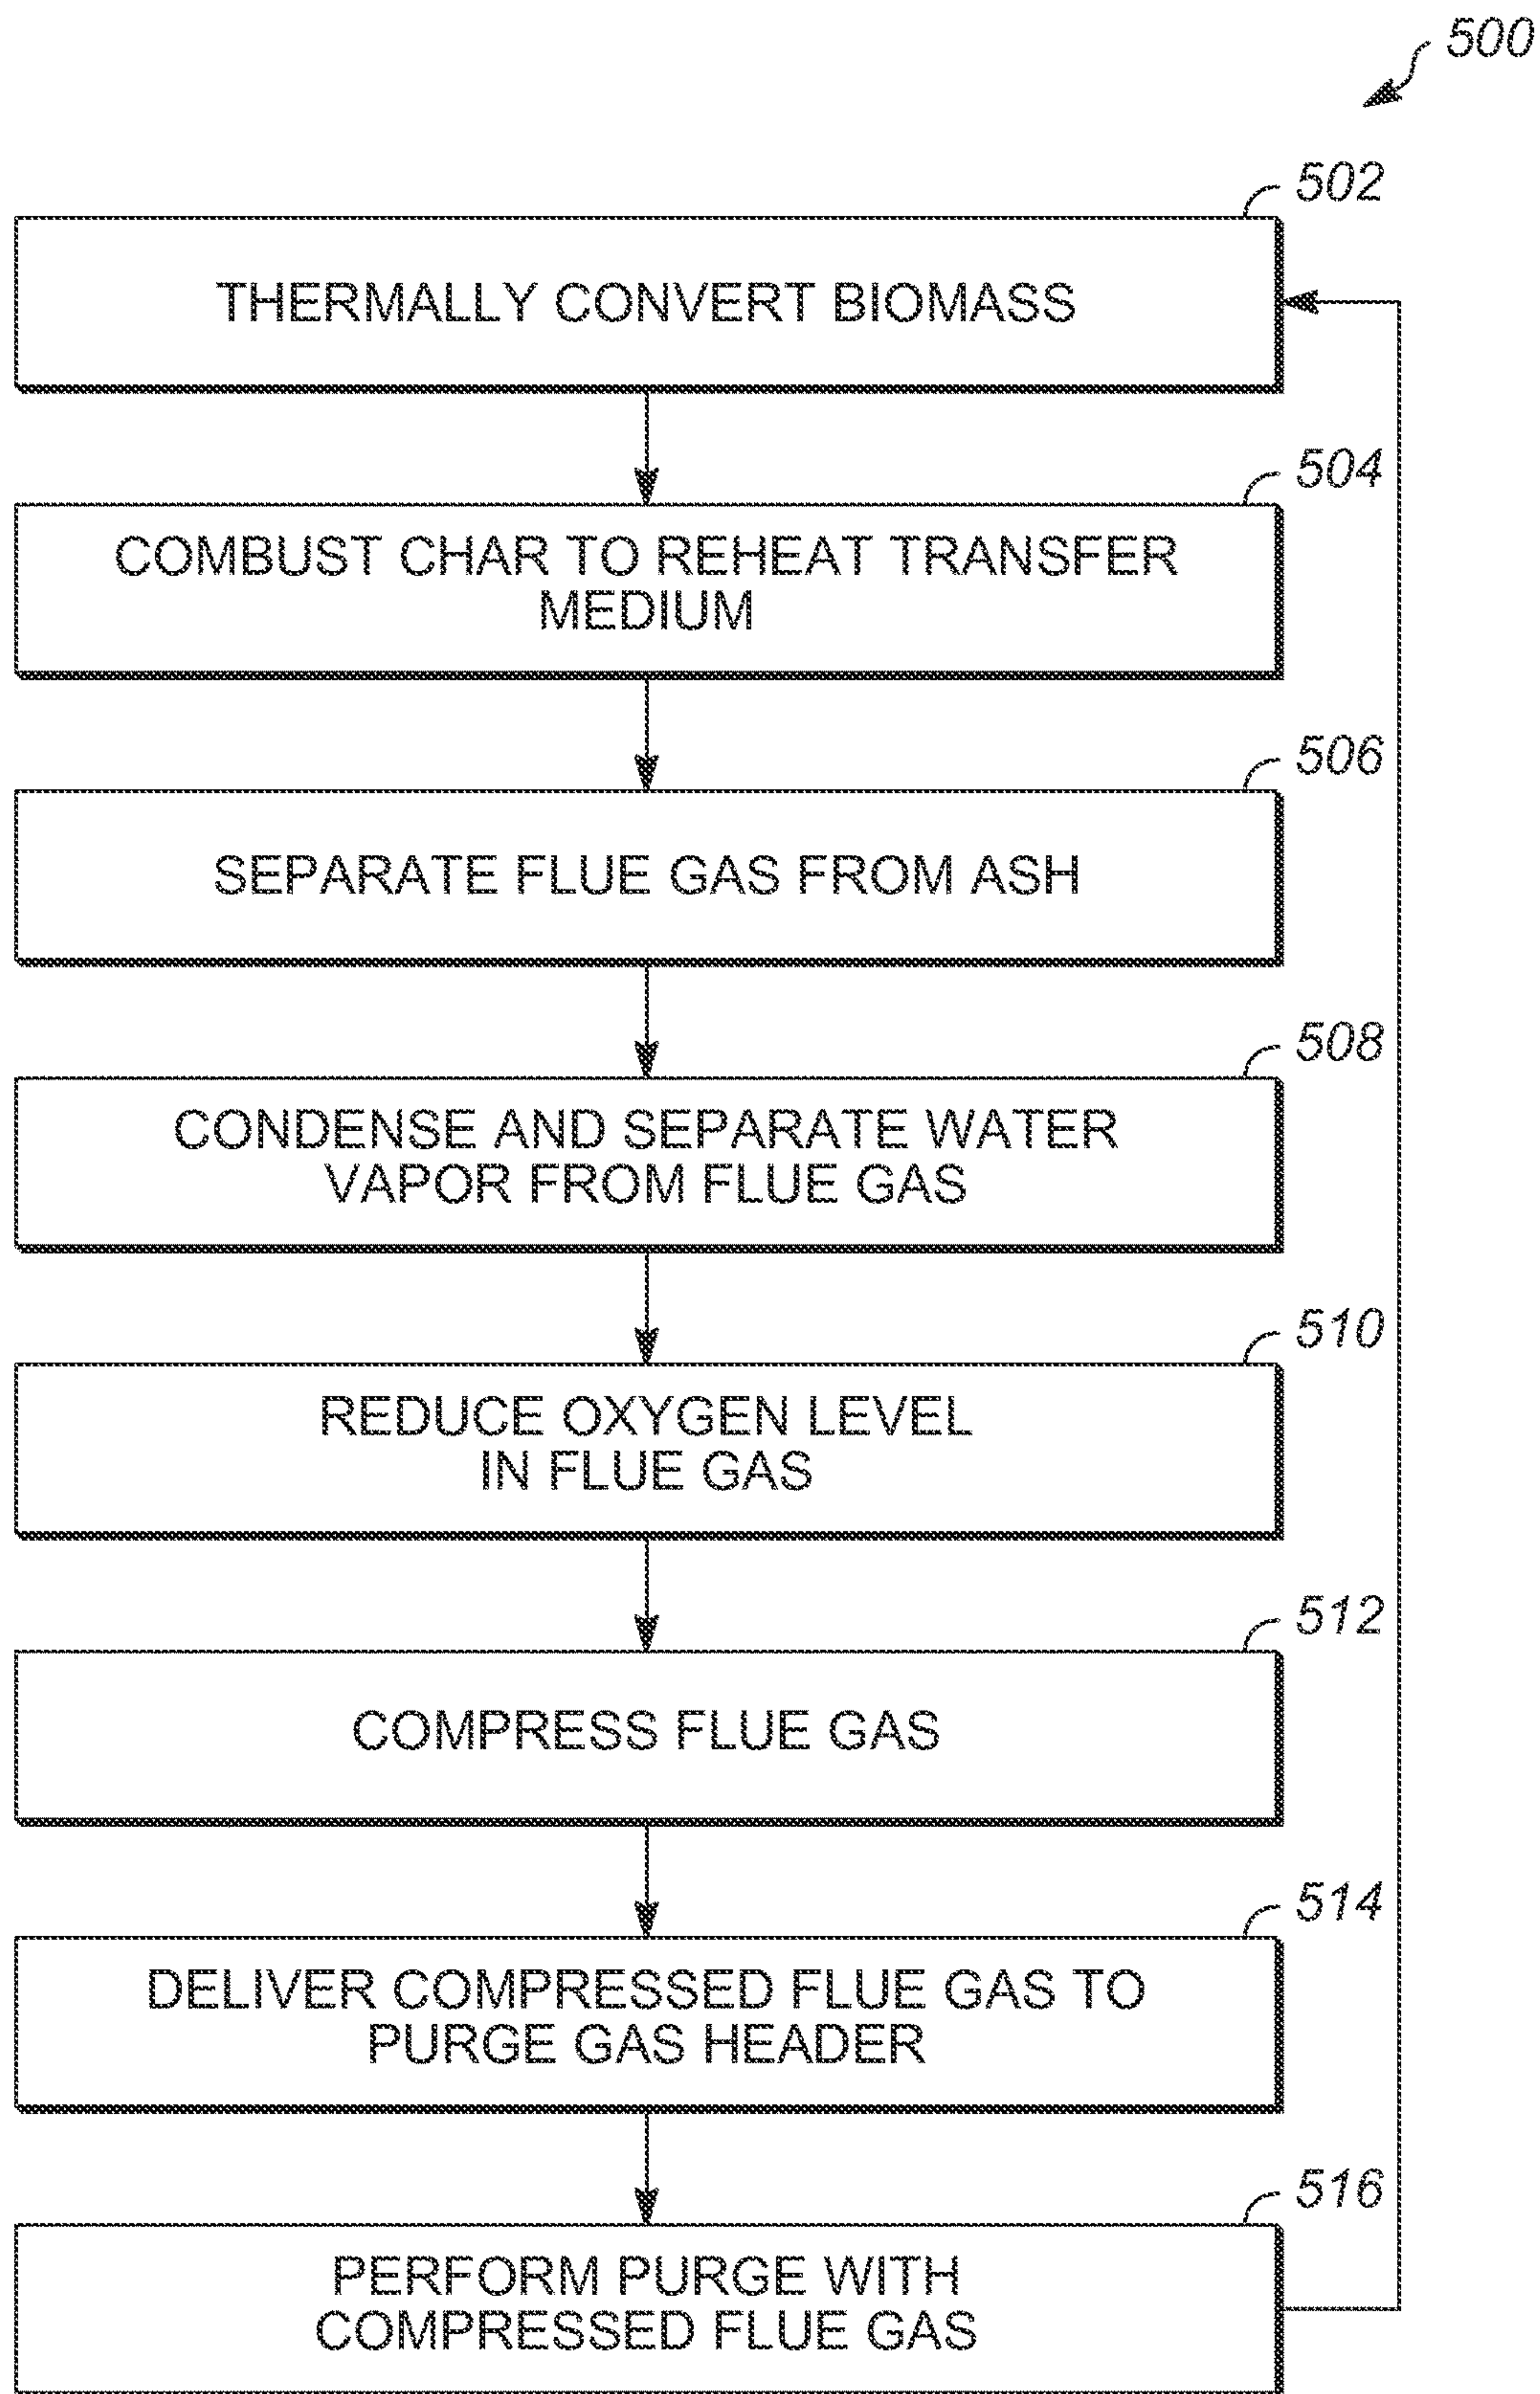 500
502
THERMALLY CONVERT BIOMASS
504
COMBUST CHAR TO REHEAT TRANSFER
MEDIUM
506
SEPARATE FLUE GAS FROM ASH
508
CONDENSE AND SEPARATE WATER
VAPOR FROM FLUE GAS
510
REDUCE OXYGEN LEVEL
IN FLUE GAS
512
COMPRESS FLUE GAS
514
DELIVER COMPRESSED FLUE GAS TO
PURGE GAS HEADER
516
PERFORM PURGE WITH
COMPRESSED FLUE GAS